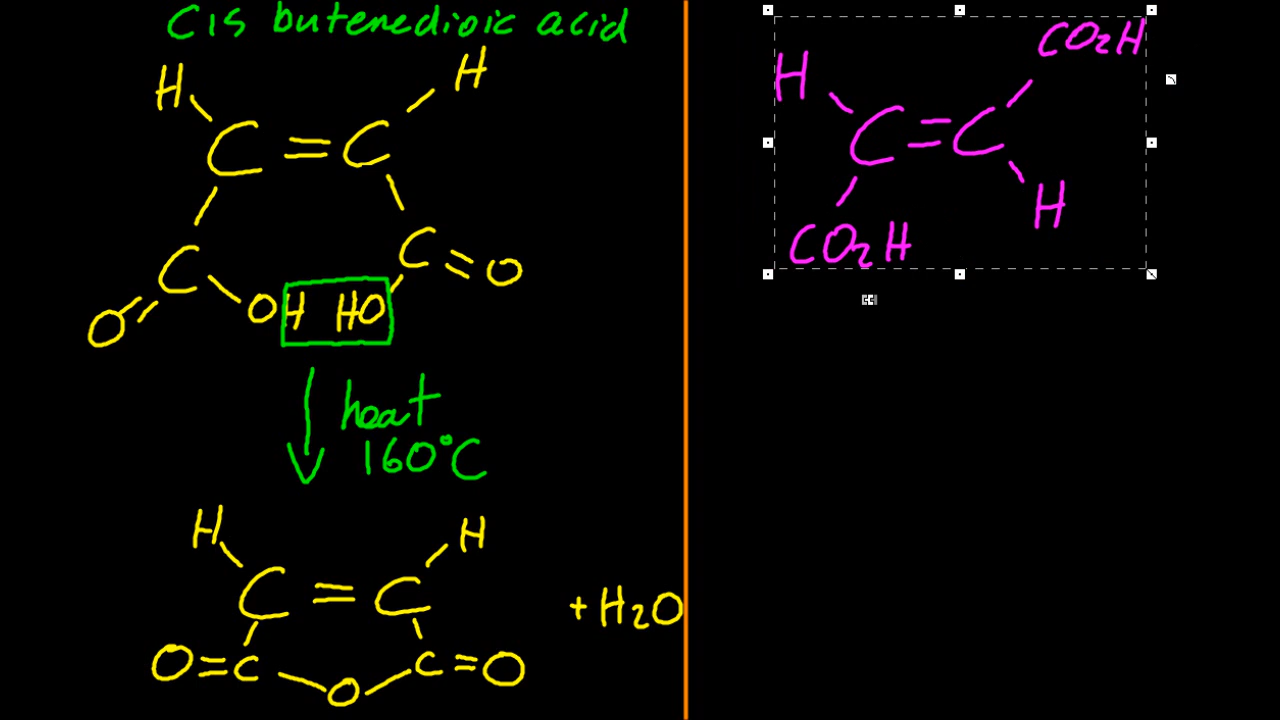 Cis butenedioic acid
H H
C = C
C C = O
O = OH HO
heat
160°C
H H
C = C
+ H2O
O = C C = O
O
H CO2H
C = C
CO2H H